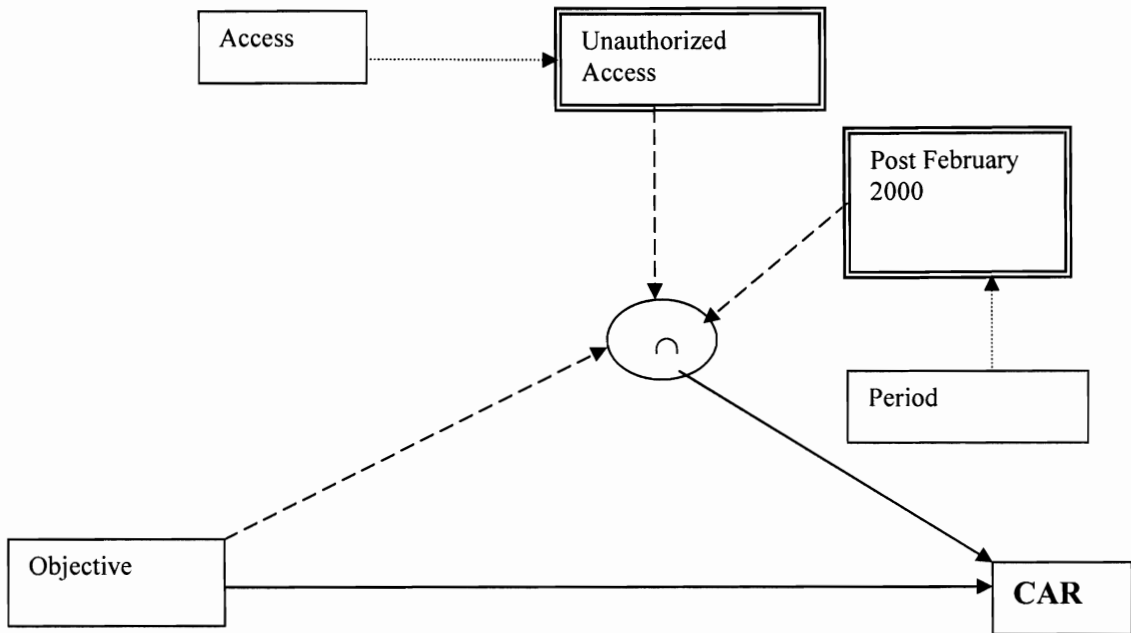 Access
Unauthorized
Access
Post February
2000
∩
Period
Objective
CAR